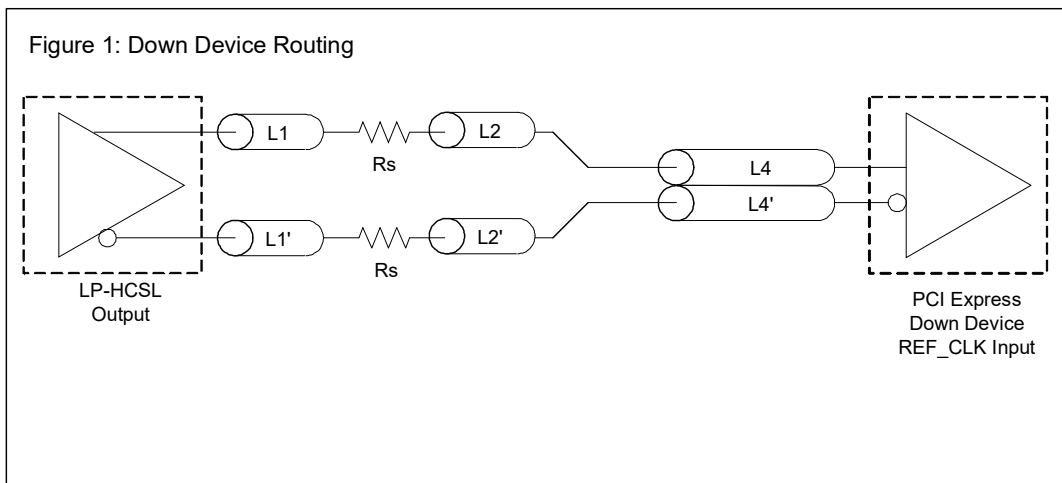 Figure 1: Down Device Routing
L1
Rs
L2
L4
L4'
L1'
Rs
L2'
LP-HCSL
Output
PCI Express
Down Device
REF_CLK Input